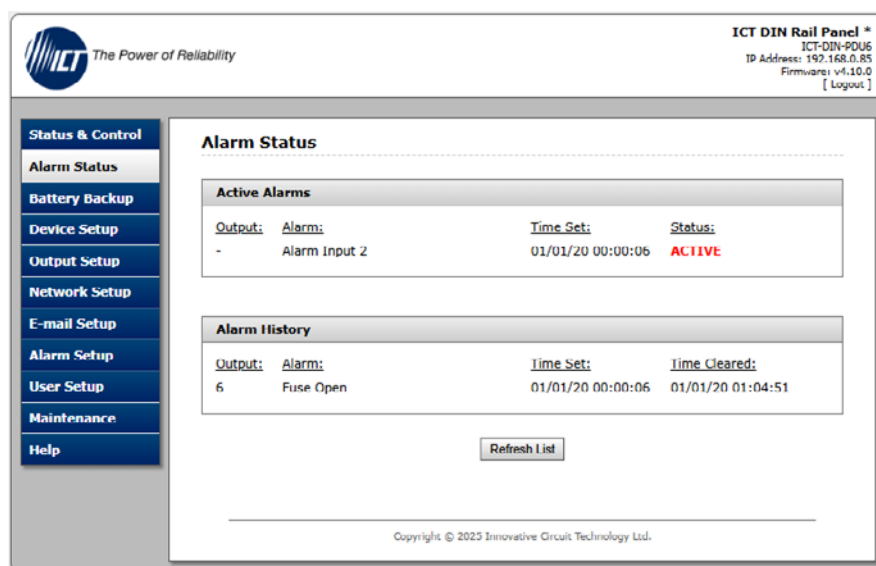 ICT The Power of Reliability
ICT DIN Rail Panel *
ICT-DIN-PDU6
IP Address: 192.168.0.85
Firmware: v4.10.0
[ Logout ]
Status & Control
Alarm Status
Battery Backup
Device Setup
Output Setup
Network Setup
E-mail Setup
Alarm Setup
User Setup
Maintenance
Help
Alarm Status
Active Alarms
Output: Alarm: Time Set: Status:
- Alarm Input 2 01/01/20 00:00:06 ACTIVE
Alarm History
Output: Alarm: Time Set: Time Cleared:
6 Fuse Open 01/01/20 00:00:06 01/01/20 01:04:51
Refresh List
Copyright © 2025 Innovative Circuit Technology Ltd.